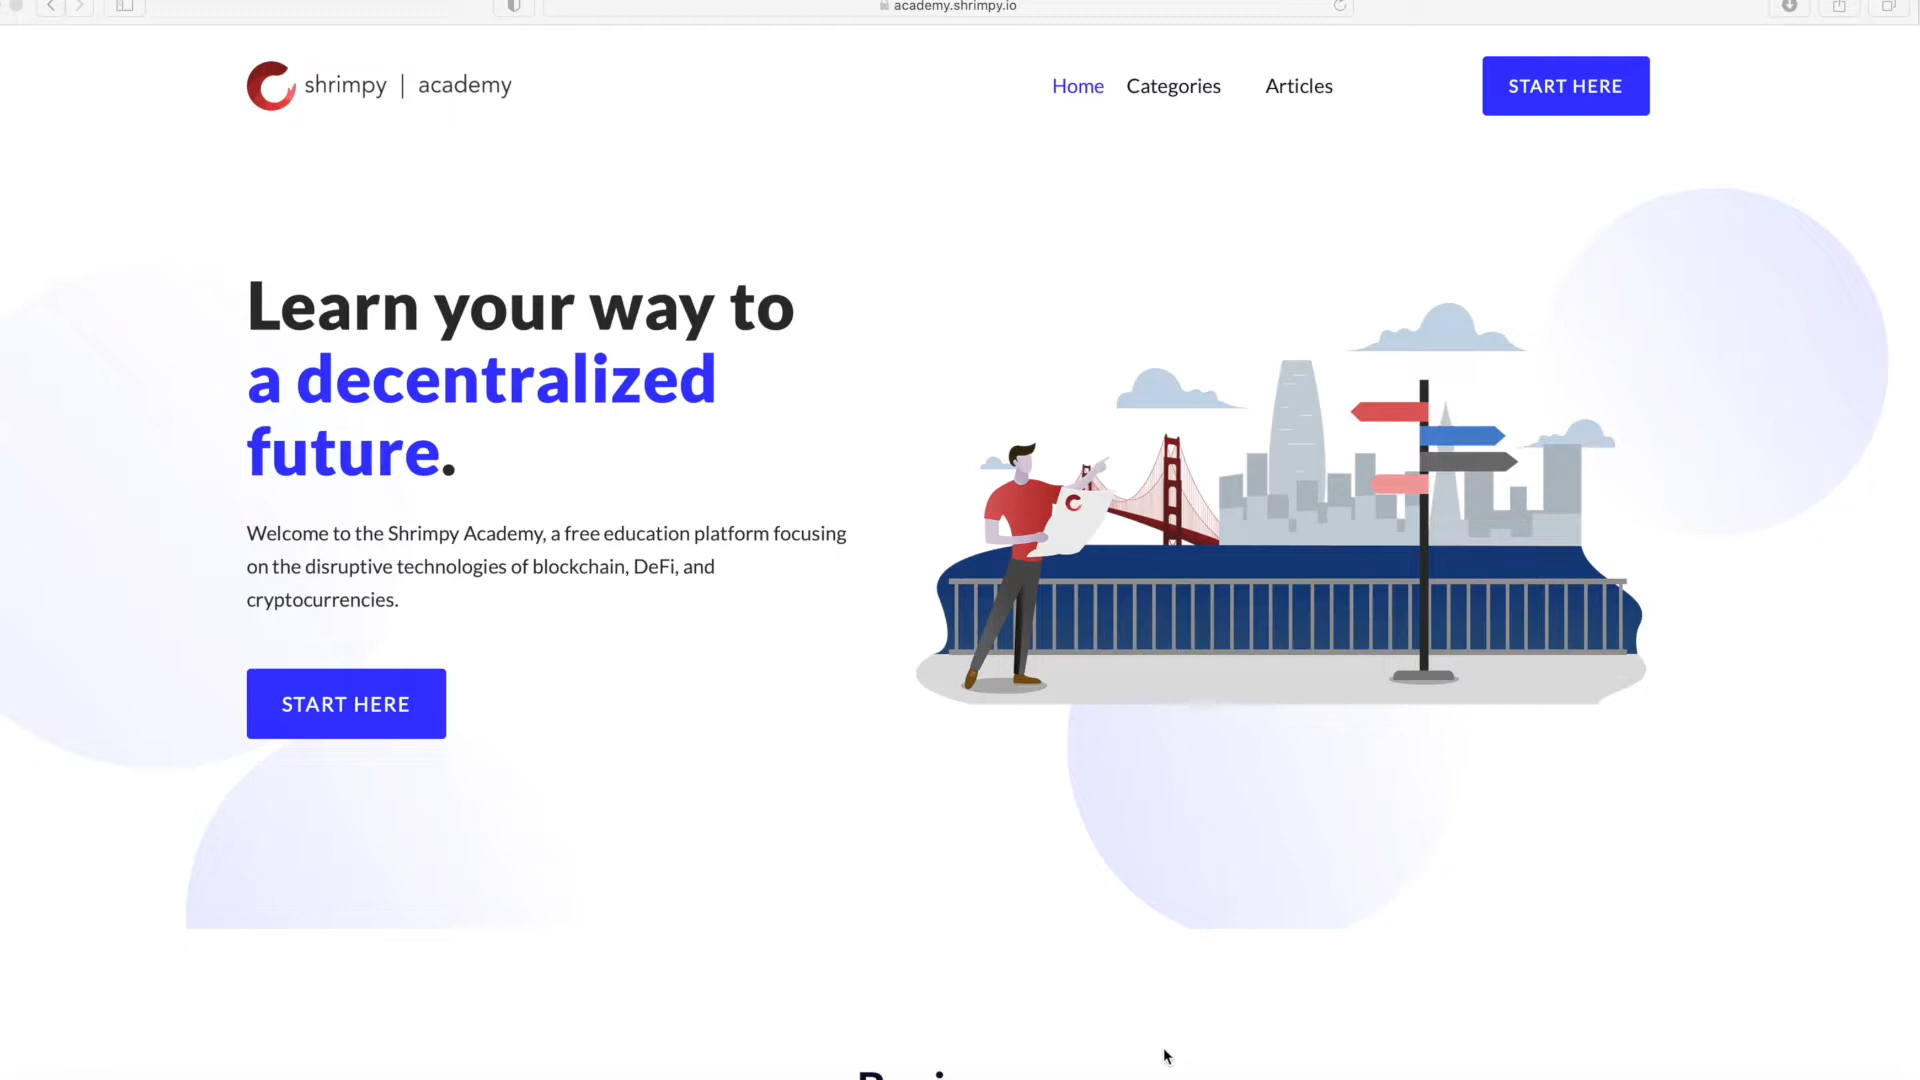 academy.shrimpy.io
shrimpy | academy
Home Categories Articles START HERE
Learn your way to
a decentralized
future.
Welcome to the Shrimpy Academy, a free education platform focusing
on the disruptive technologies of blockchain, DeFi, and
cryptocurrencies.
START HERE